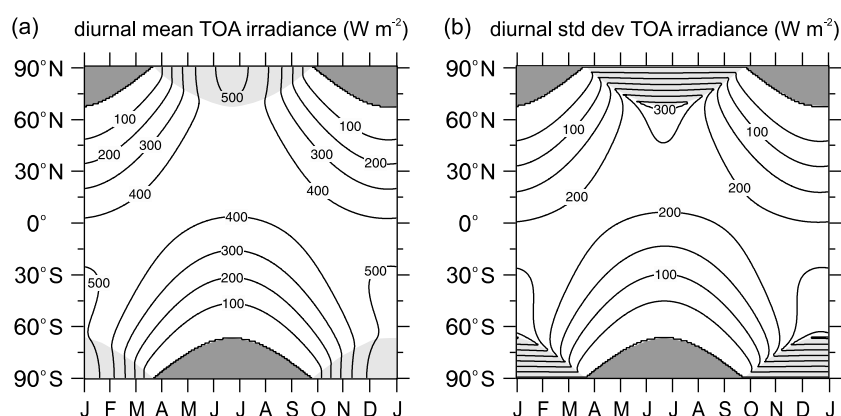 (a) diurnal mean TOA irradiance (W m-2)
90°N
60°N
30°N
0°
30°S
60°S
90°S
500
100
100
200
300
300
200
400
400
400
500
500
300
200
100
J F M A M J J A S O N D J
(b) diurnal std dev TOA irradiance (W m-2)
90°N
60°N
30°N
0°
30°S
60°S
90°S
300
100
100
200
200
200
100
J F M A M J J A S O N D J